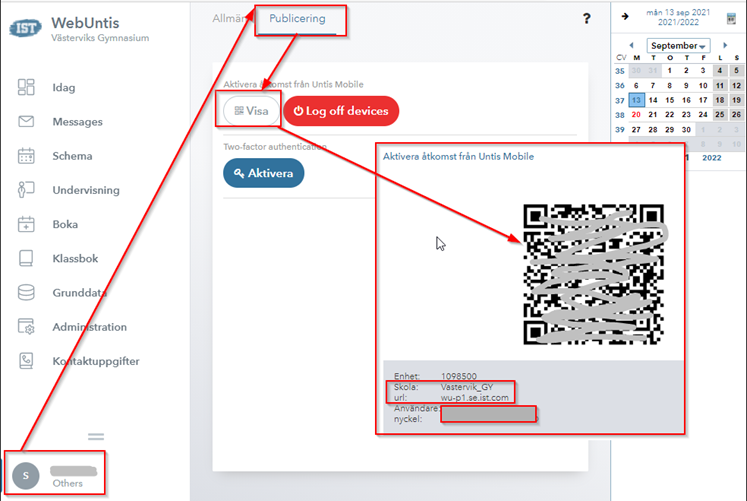 IST
WebUntis
Västerviks Gymnasium
Idag
Messages
Schema
Undervisning
Boka
Klassbok
Grunddata
Administration
Kontaktuppgifter
S
Others
Allmän
Publicering
?
Aktivera åtkomst från Untis Mobile
Visa
Log off devices
Two-factor authentication
Aktivera
Aktivera åtkomst från Untis Mobile
Enhet: 1098500
Skola: Vastervik_GY
url: wu-p1.se.ist.com
Användare:
nyckel:
mån 13 sep 2021
2021/2022
September
CV M T O T F L S
35 30 31 1 2 3 4 5
36 6 7 8 9 10 11 12
37 13 14 15 16 17 18 19
38 20 21 22 23 24 25 26
39 27 28 29 30 1 2 3
8 9 10
2022